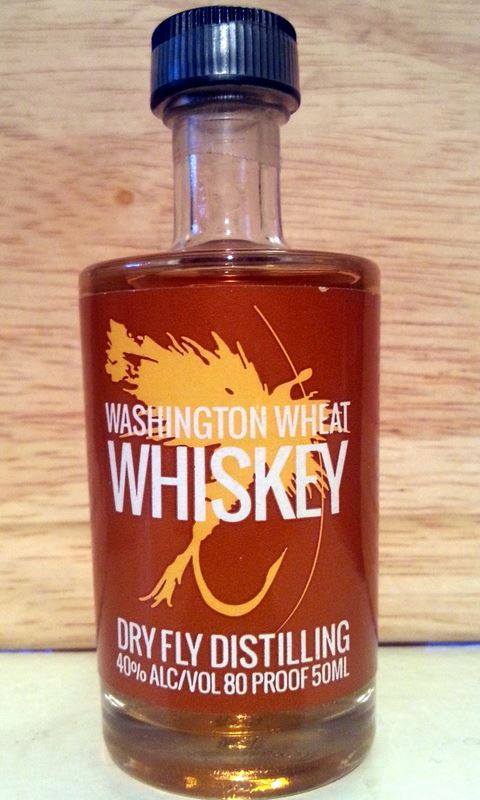 WASHINGTON WHEAT
WHISKEY
DRY FLY DISTILLING
40% ALC/VOL 80 PROOF 50ML